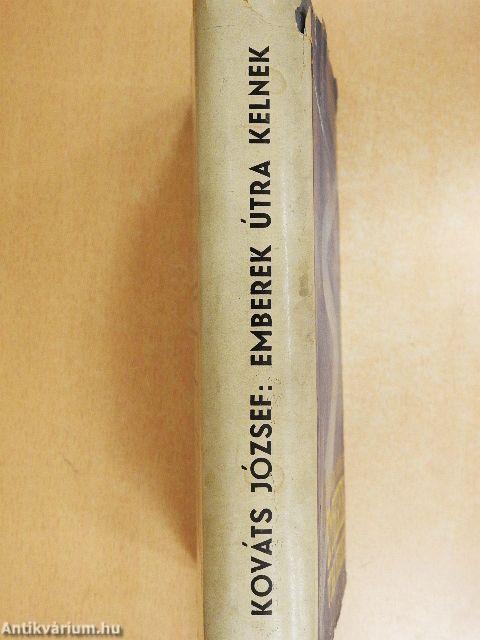 KOVÁTS JÓZSEF: EMBEREK ÚTRA KELNEK
Antikvárium.hu